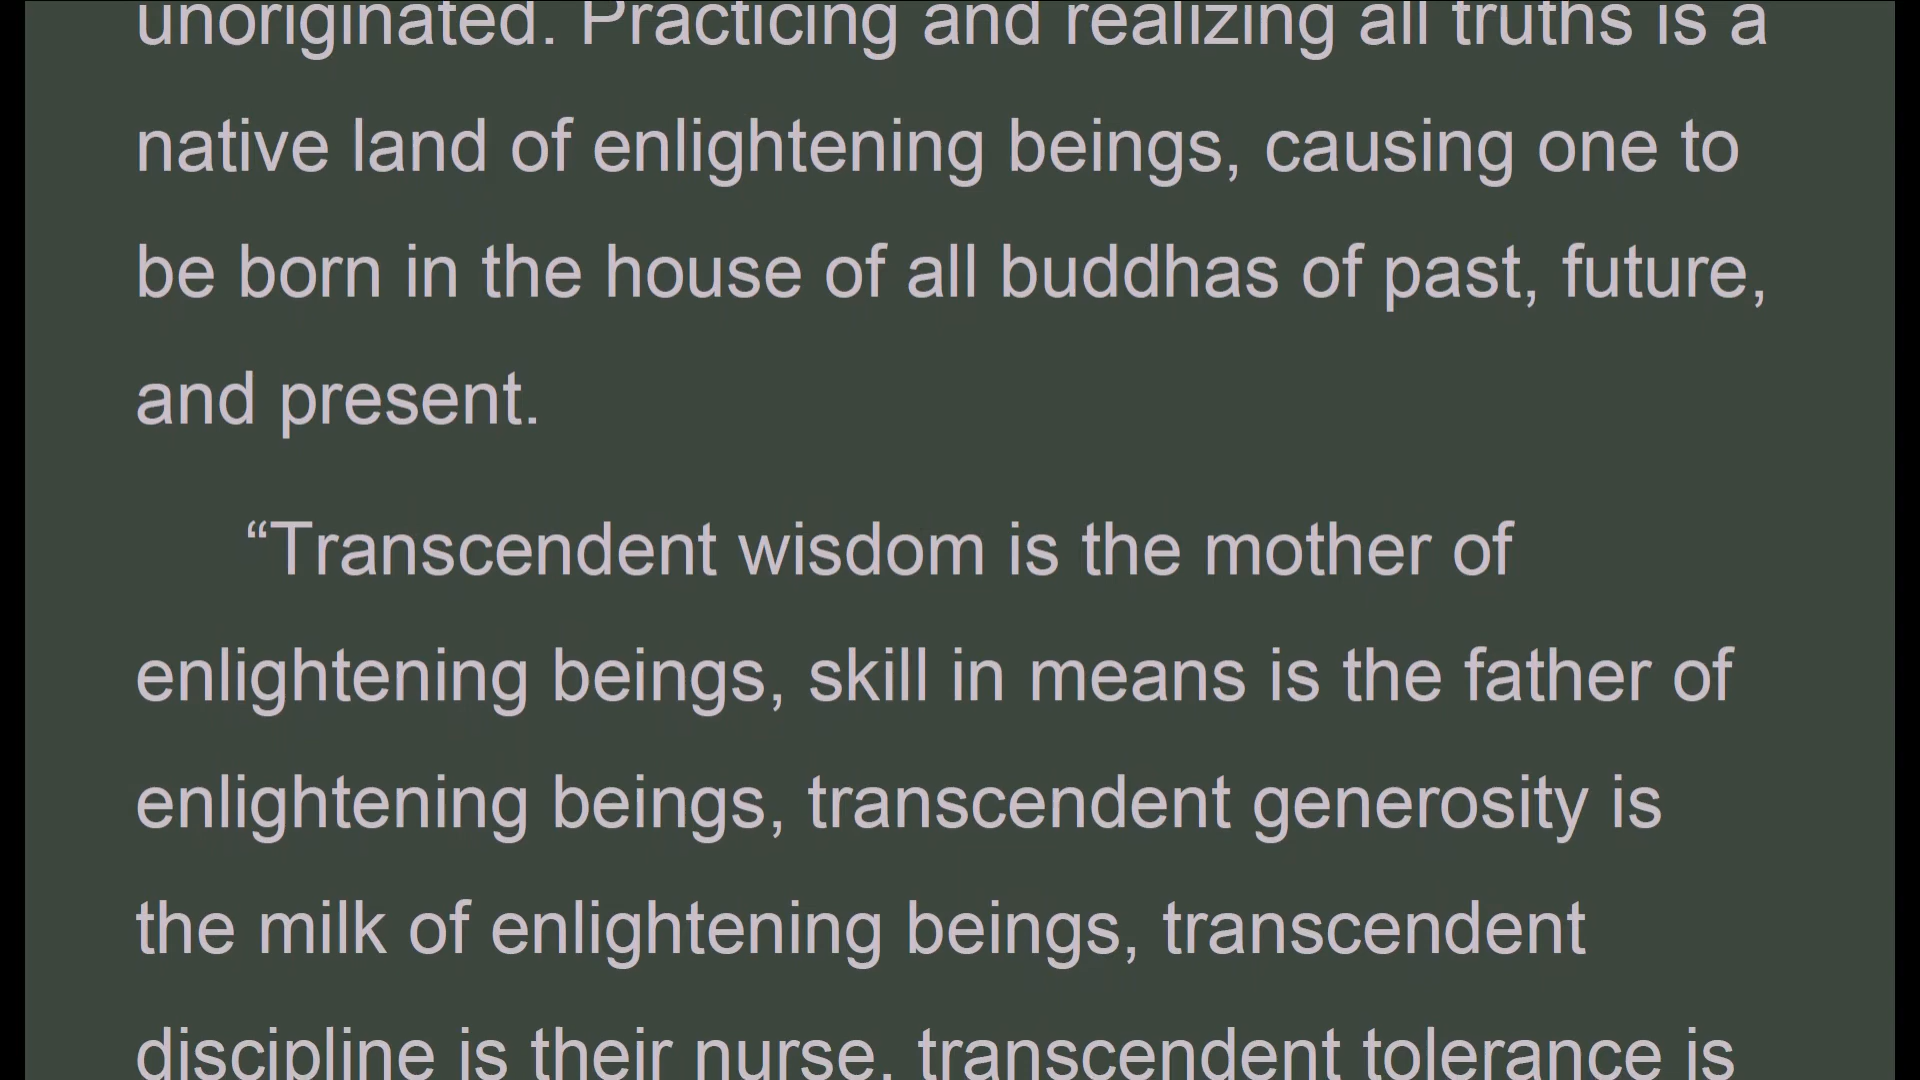 unoriginated. Practicing and realizing all truths is a
native land of enlightening beings, causing one to
be born in the house of all buddhas of past, future,
and present.
“Transcendent wisdom is the mother of
enlightening beings, skill in means is the father of
enlightening beings, transcendent generosity is
the milk of enlightening beings, transcendent
discipline is their nurse, transcendent tolerance is